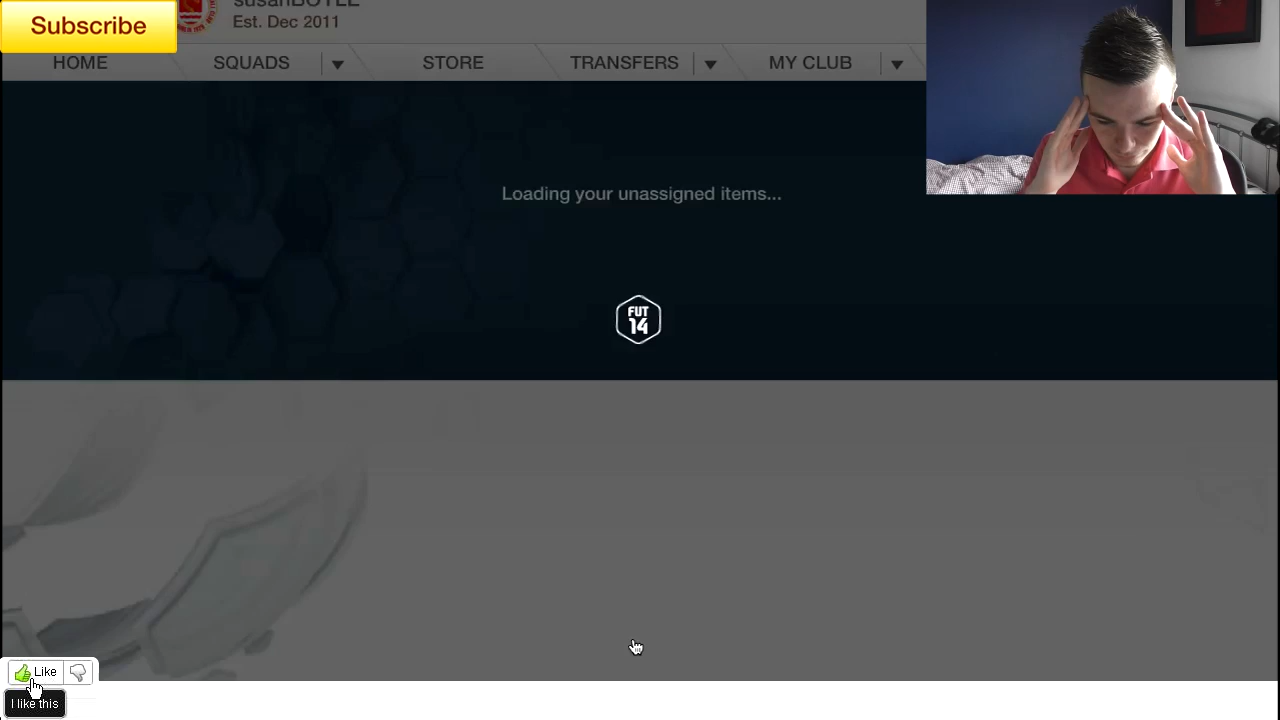 Subscribe
susanBOYLE
Est. Dec 2011
HOME
SQUADS
STORE
TRANSFERS
MY CLUB
Loading your unassigned items...
FUT
14
Like
I like this